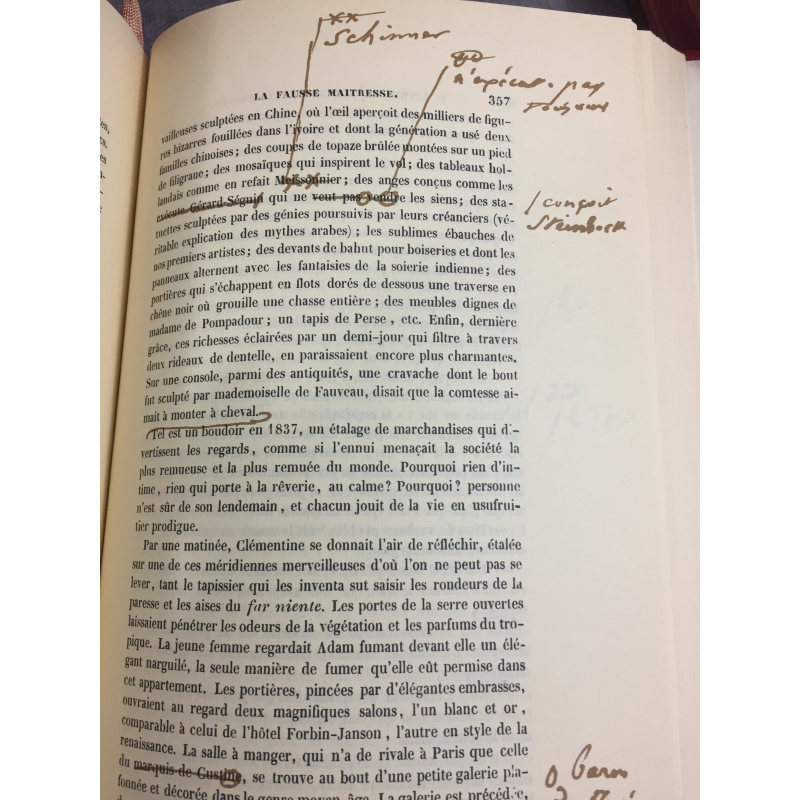 Schinner
n'exécute pas
toujours
LA FAUSSE MAITRESSE. 357
vailleuses sculptées en Chine, où l'œil aperçoit des milliers de figu-
res bizarres fouillées dans l'ivoire et dont la génération a usé deux
familles chinoises; des coupes de topaze brûlée montées sur un pied
de filigrane; des mosaïques qui inspirent le vol; des tableaux hol-
landais comme en refait Meissonnier; des anges conçus comme les
exécute Gérard-Séguin qui ne veut pas vendre les siens; des sta-
tuettes sculptées par des génies poursuivis par leurs créanciers (vé-
ritable explication des mythes arabes); les sublimes ébauches de
nos premiers artistes; des devants de bahut pour boiseries et dont les
panneaux alternent avec les fantaisies de la soierie indienne; des
portières qui s'échappent en flots dorés de dessous une traverse en
chêne noir où grouille une chasse entière; des meubles dignes de
madame de Pompadour; un tapis de Perse, etc. Enfin, dernière
grâce, ces richesses éclairées par un demi-jour qui filtre à travers
deux rideaux de dentelle, en paraissaient encore plus charmantes.
Sur une console, parmi des antiquités, une cravache dont le bout
fut sculpté par mademoiselle de Fauveau, disait que la comtesse ai-
mait à monter à cheval.
Tel est un boudoir en 1837, un étalage de marchandises qui di-
vertissent les regards, comme si l'ennui menaçait la société la
plus remueuse et la plus remuée du monde. Pourquoi rien d'in-
time, rien qui porte à la rêverie, au calme? Pourquoi? personne
n'est sûr de son lendemain, et chacun jouit de la vie en usufrui-
tier prodigue.
Par une matinée, Clémentine se donnait l'air de réfléchir, étalée
sur une de ces méridiennes merveilleuses d'où l'on ne peut pas se
lever, tant le tapissier qui les inventa sut saisir les rondeurs de la
paresse et les aises du far niente. Les portes de la serre ouvertes
laissaient pénétrer les odeurs de la végétation et les parfums du tro-
pique. La jeune femme regardait Adam fumant devant elle un élé-
gant narguilé, la seule manière de fumer qu'elle eût permise dans
cet appartement. Les portières, pincées par d'élégantes embrasses,
ouvraient au regard deux magnifiques salons, l'un blanc et or,
comparable à celui de l'hôtel Forbin-Janson, l'autre en style de la
renaissance. La salle à manger, qui n'a de rivale à Paris que celle
du marquis de Custine, se trouve au bout d'une petite galerie pla-
fonnée et décorée dans le genre moyen âge. La galerie est précédée,
conçoit
Steinbock
Baron